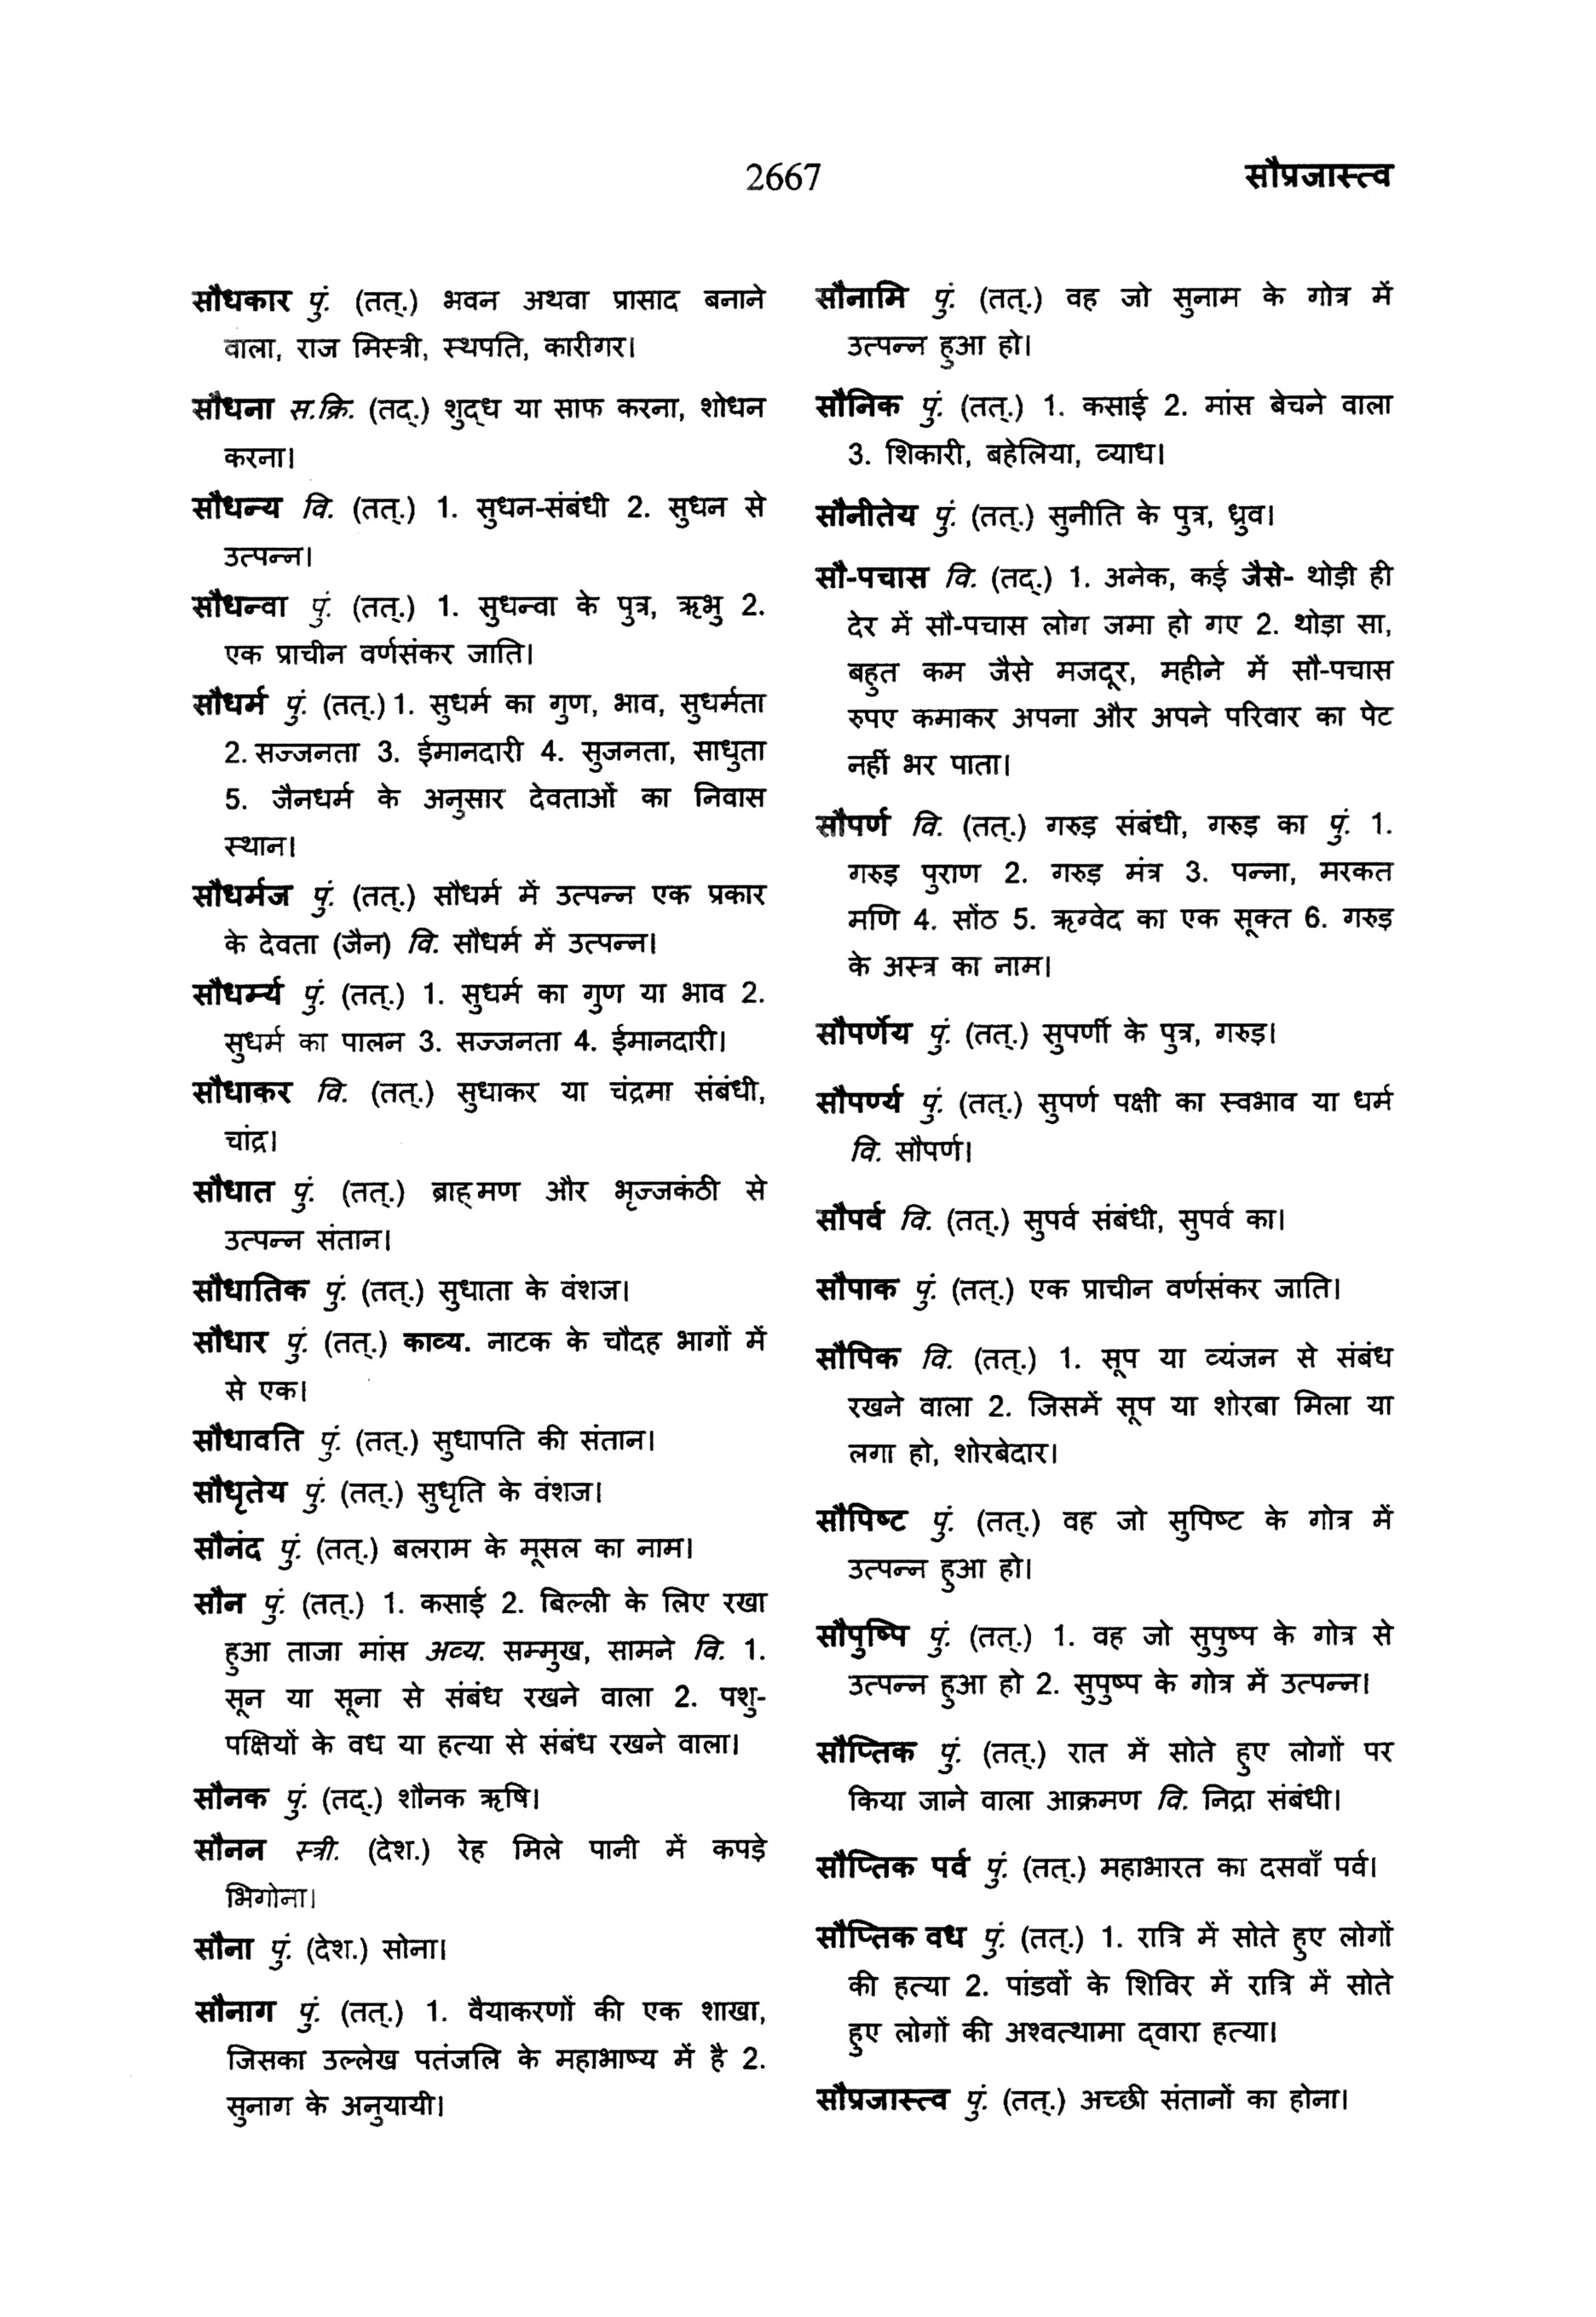 2667
सौप्रजास्त्व
सौधकार पुं. (तत्.) भवन अथवा प्रासाद बनाने
वाला, राज मिस्त्री, स्थपति, कारीगर।
सौधना स.क्रि. (तद्.) शुद्ध या साफ करना, शोधन
करना।
सौधन्य वि. (तत्.) 1. सुधन-संबंधी 2. सुधन से
उत्पन्न।
सौधन्वा पुं. (तत्.) 1. सुधन्वा के पुत्र, ऋभु 2.
एक प्राचीन वर्णसंकर जाति।
सौधर्म पुं. (तत्.) 1. सुधर्म का गुण, भाव, सुधर्मता
2. सज्जनता 3. ईमानदारी 4. सुजनता, साधुता
5. जैनधर्म के अनुसार देवताओं का निवास
स्थान।
सौधर्मज पुं. (तत्.) सौधर्म में उत्पन्न एक प्रकार
के देवता (जैन) वि. सौधर्म में उत्पन्न।
सौधर्म्य पुं. (तत्.) 1. सुधर्म का गुण या भाव 2.
सुधर्म का पालन 3. सज्जनता 4. ईमानदारी।
सौधाकर वि. (तत्.) सुधाकर या चंद्रमा संबंधी,
चांद्र।
सौधात पुं. (तत्.) ब्राह्मण और भृज्जकंठी से
उत्पन्न संतान।
सौधातिक पुं. (तत्.) सुधाता के वंशज।
सौधार पुं. (तत्.) काव्य. नाटक के चौदह भागों में
से एक।
सौधावति पुं. (तत्.) सुधापति की संतान।
सौधृतेय पुं. (तत्.) सुधृति के वंशज।
सौनंद पुं. (तत्.) बलराम के मूसल का नाम।
सौन पुं. (तत्.) 1. कसाई 2. बिल्ली के लिए रखा
हुआ ताजा मांस अव्य. सम्मुख, सामने वि. 1.
सून या सूना से संबंध रखने वाला 2. पशु-
पक्षियों के वध या हत्या से संबंध रखने वाला।
सौनक पुं. (तद्.) शौनक ऋषि।
सौनन स्त्री. (देश.) रेह मिले पानी में कपड़े
भिगोना।
सौना पुं. (देश.) सोना।
सौनाग पुं. (तत्.) 1. वैयाकरणों की एक शाखा,
जिसका उल्लेख पतंजलि के महाभाष्य में है 2.
सुनाग के अनुयायी।
सौनामि पुं. (तत्.) वह जो सुनाम के गोत्र में
उत्पन्न हुआ हो।
सौनिक पुं. (तत्.) 1. कसाई 2. मांस बेचने वाला
3. शिकारी, बहेलिया, व्याध।
सौनीतेय पुं. (तत्.) सुनीति के पुत्र, ध्रुव।
सौ-पचास वि. (तद्.) 1. अनेक, कई जैसे- थोड़ी ही
देर में सौ-पचास लोग जमा हो गए 2. थोड़ा सा,
बहुत कम जैसे मजदूर, महीने में सौ-पचास
रुपए कमाकर अपना और अपने परिवार का पेट
नहीं भर पाता।
सौपर्ण वि. (तत्.) गरुड़ संबंधी, गरुड़ का पुं. 1.
गरुड़ पुराण 2. गरुड़ मंत्र 3. पन्ना, मरकत
मणि 4. सोंठ 5. ऋग्वेद का एक सूक्त 6. गरुड़
के अस्त्र का नाम।
सौपर्णेय पुं. (तत्.) सुपर्णी के पुत्र, गरुड़।
सौपर्ण्य पुं. (तत्.) सुपर्ण पक्षी का स्वभाव या धर्म
वि. सौपर्ण।
सौपर्व वि. (तत्.) सुपर्व संबंधी, सुपर्व का।
सौपाक पुं. (तत्.) एक प्राचीन वर्णसंकर जाति।
सौपिक वि. (तत्.) 1. सूप या व्यंजन से संबंध
रखने वाला 2. जिसमें सूप या शोरबा मिला या
लगा हो, शोरबेदार।
सौपिष्ट पुं. (तत्.) वह जो सुपिष्ट के गोत्र में
उत्पन्न हुआ हो।
सौपुष्पि पुं. (तत्.) 1. वह जो सुपुष्प के गोत्र से
उत्पन्न हुआ हो 2. सुपुष्प के गोत्र में उत्पन्न।
सौप्तिक पुं. (तत्.) रात में सोते हुए लोगों पर
किया जाने वाला आक्रमण वि. निद्रा संबंधी।
सौप्तिक पर्व पुं. (तत्.) महाभारत का दसवाँ पर्व।
सौप्तिक वध पुं. (तत्.) 1. रात्रि में सोते हुए लोगों
की हत्या 2. पांडवों के शिविर में रात्रि में सोते
हुए लोगों की अश्वत्थामा द्वारा हत्या।
सौप्रजास्त्व पुं. (तत्.) अच्छी संतानों का होना।